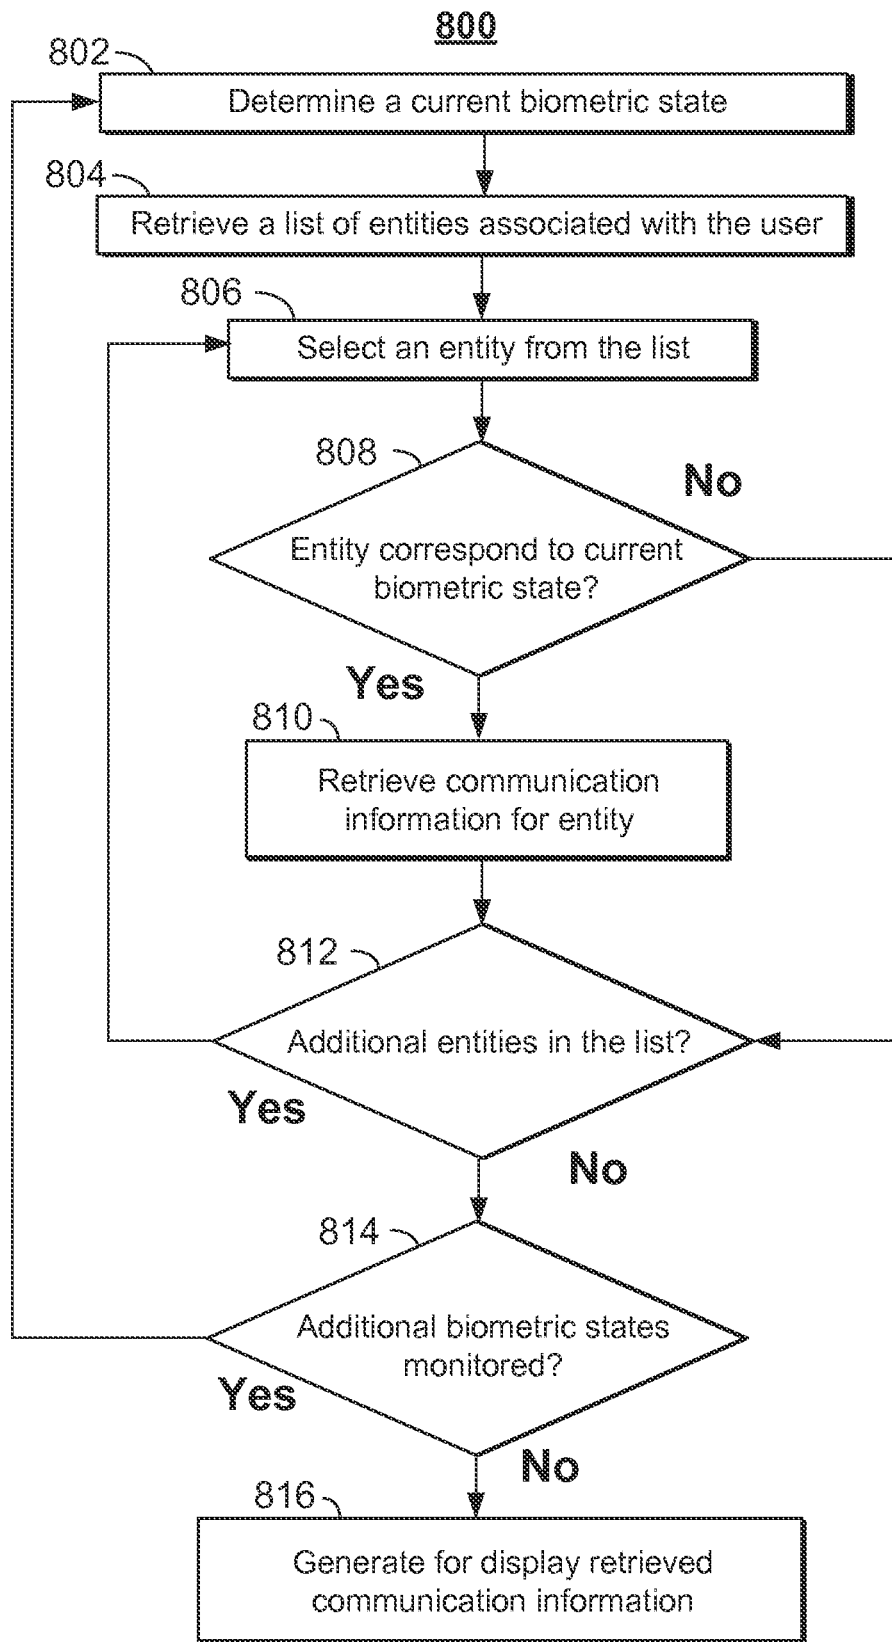 800
802
Determine a current biometric state
804
Retrieve a list of entities associated with the user
806
Select an entity from the list
808
No
Entity correspond to current
biometric state?
Yes
810
Retrieve communication
information for entity
812
Additional entities in the list?
Yes
No
814
Additional biometric states
monitored?
Yes
No
816
Generate for display retrieved
communication information